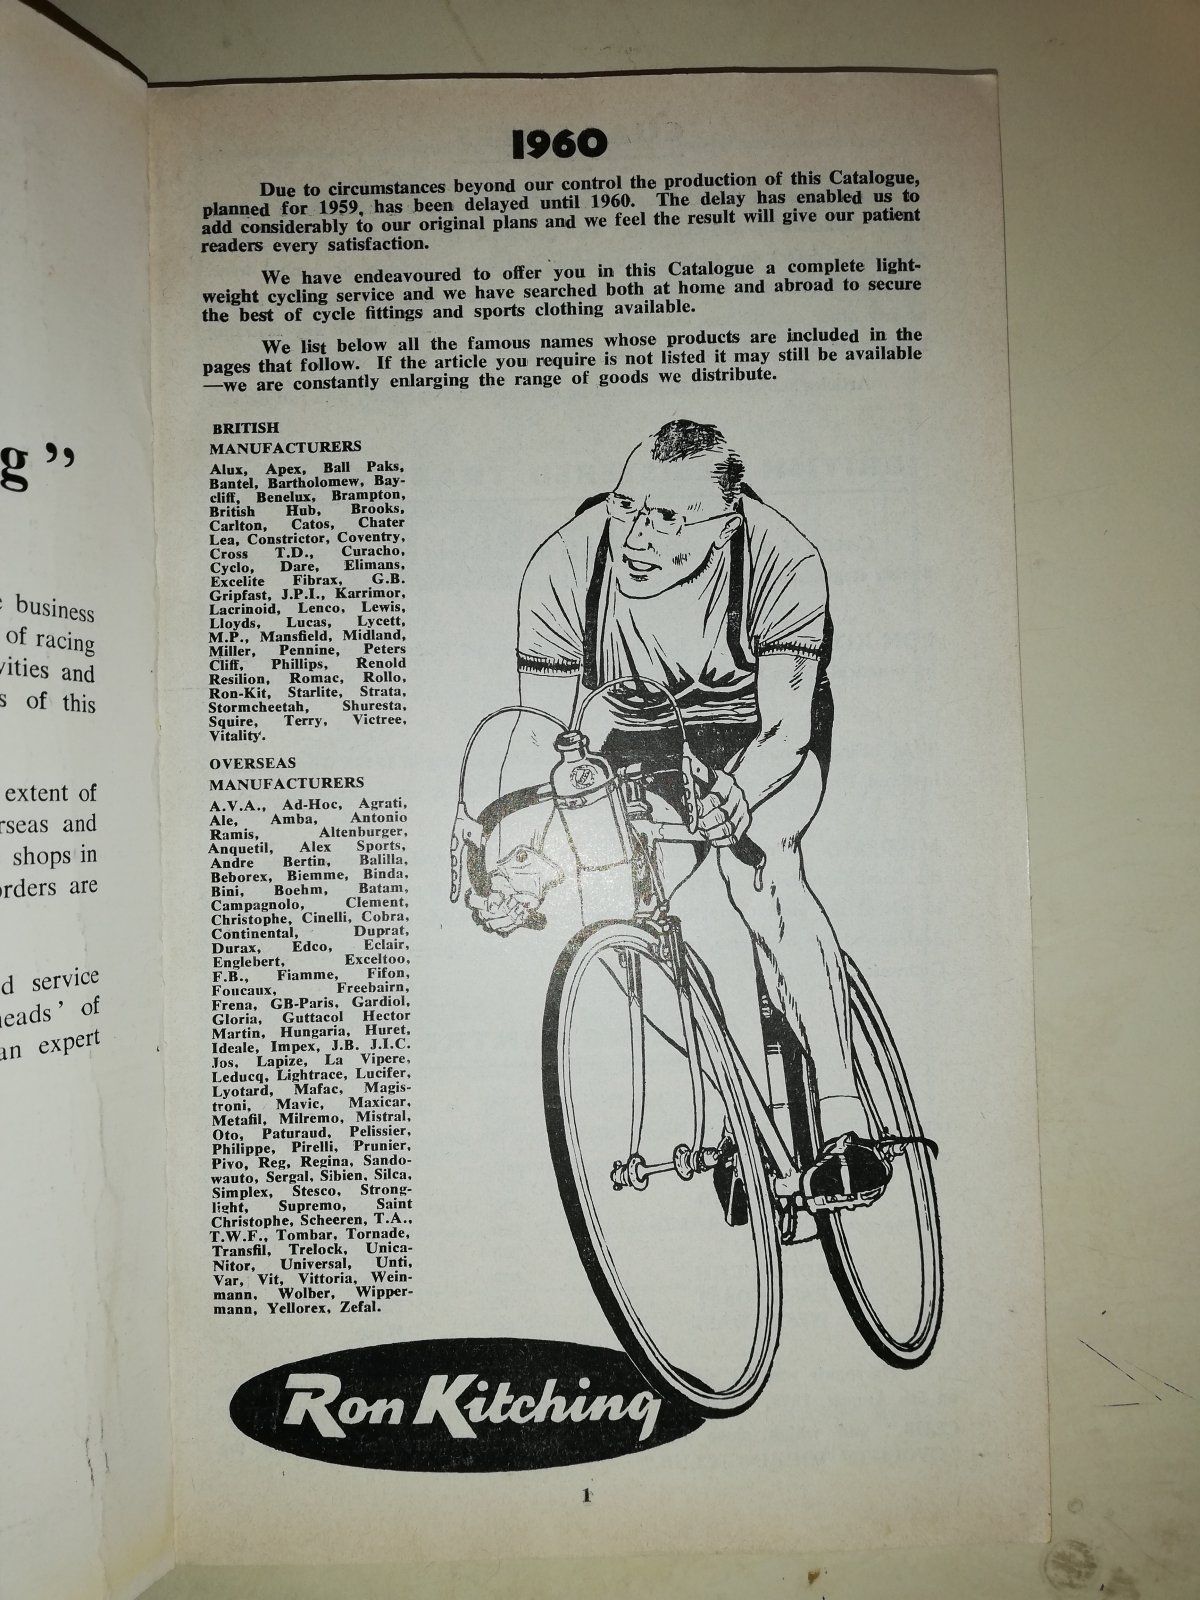 g”
business
of racing
vities and
s of this
extent of
rseas and
shops in
orders are
d service
heads’ of
an expert
1960
Due to circumstances beyond our control the production of this Catalogue,
planned for 1959, has been delayed until 1960. The delay has enabled us to
add considerably to our original plans and we feel the result will give our patient
readers every satisfaction.
We have endeavoured to offer you in this Catalogue a complete light-
weight cycling service and we have searched both at home and abroad to secure
the best of cycle fittings and sports clothing available.
We list below all the famous names whose products are included in the
pages that follow. If the article you require is not listed it may still be available
—we are constantly enlarging the range of goods we distribute.
BRITISH
MANUFACTURERS
Alux, Apex, Ball Paks,
Bantel, Bartholomew, Bay-
cliff, Benelux, Brampton,
British Hub, Brooks,
Carlton, Catos, Chater
Lea, Constrictor, Coventry,
Cross T.D., Curacho,
Cyclo, Dare, Elimans,
Excelite Fibrax, G.B.
Gripfast, J.P.I., Karrimor,
Lacrinoid, Lenco, Lewis,
Lloyds, Lucas, Lycett,
M.P., Mansfield, Midland,
Miller, Pennine, Peters
Cliff, Phillips, Renold
Resilion, Romac, Rollo,
Ron-Kit, Starlite, Strata,
Stormcheetah, Shuresta,
Squire, Terry, Victree,
Vitality.
OVERSEAS
MANUFACTURERS
A.V.A., Ad-Hoc, Agrati,
Ale, Amba, Antonio
Ramis, Altenburger,
Anquetil, Alex Sports,
Andre Bertin, Balilla,
Beborex, Biemme, Binda,
Bini, Boehm, Batam,
Campagnolo, Clement,
Christophe, Cinelli, Cobra,
Continental, Duprat,
Durax, Edco, Eclair,
Englebert, Exceltoo,
F.B., Fiamme, Fifon,
Foucaux, Freebairn,
Frena, GB-Paris, Gardiol,
Gloria, Guttacol Hector
Martin, Hungaria, Huret,
Ideale, Impex, J.B. J.I.C.
Jos, Lapize, La Vipere,
Leducq, Lightrace, Lucifer,
Lyotard, Mafac, Magis-
troni, Mavic, Maxicar,
Metafil, Milremo, Mistral,
Oto, Paturaud, Pelissier,
Philippe, Pirelli, Prunier,
Pivo, Reg, Regina, Sando-
wauto, Sergal, Sibien, Silca,
Simplex, Stesco, Strong-
light, Supremo, Saint
Christophe, Scheeren, T.A.,
T.W.F., Tombar, Tornade,
Transfil, Trelock, Unica-
Nitor, Universal, Unti,
Var, Vit, Vittoria, Wein-
mann, Wolber, Wipper-
mann, Yellorex, Zefal.
Ron Kitching
1